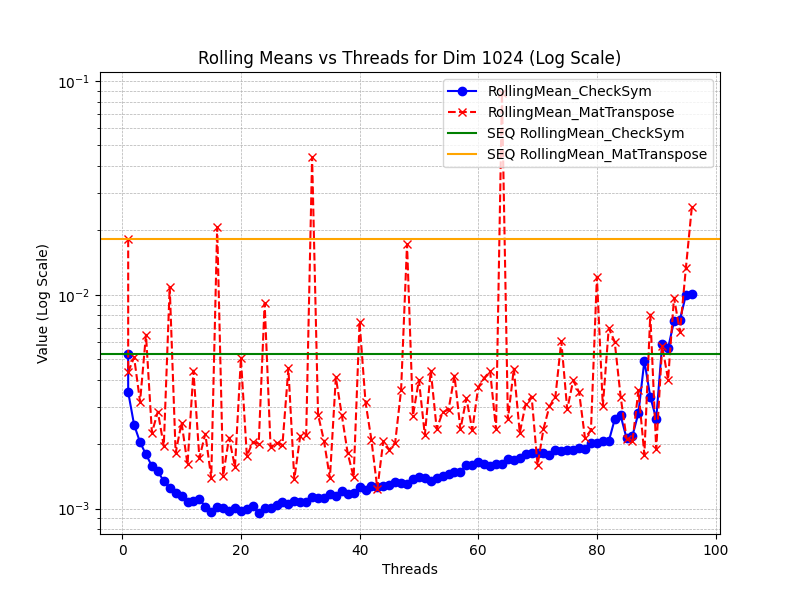 Rolling Means vs Threads for Dim 1024 (Log Scale)
RollingMean_CheckSym
RollingMean_MatTranspose
SEQ RollingMean_CheckSym
SEQ RollingMean_MatTranspose
Value (Log Scale)
10⁻¹
10⁻²
10⁻³
0 20 40 60 80 100
Threads